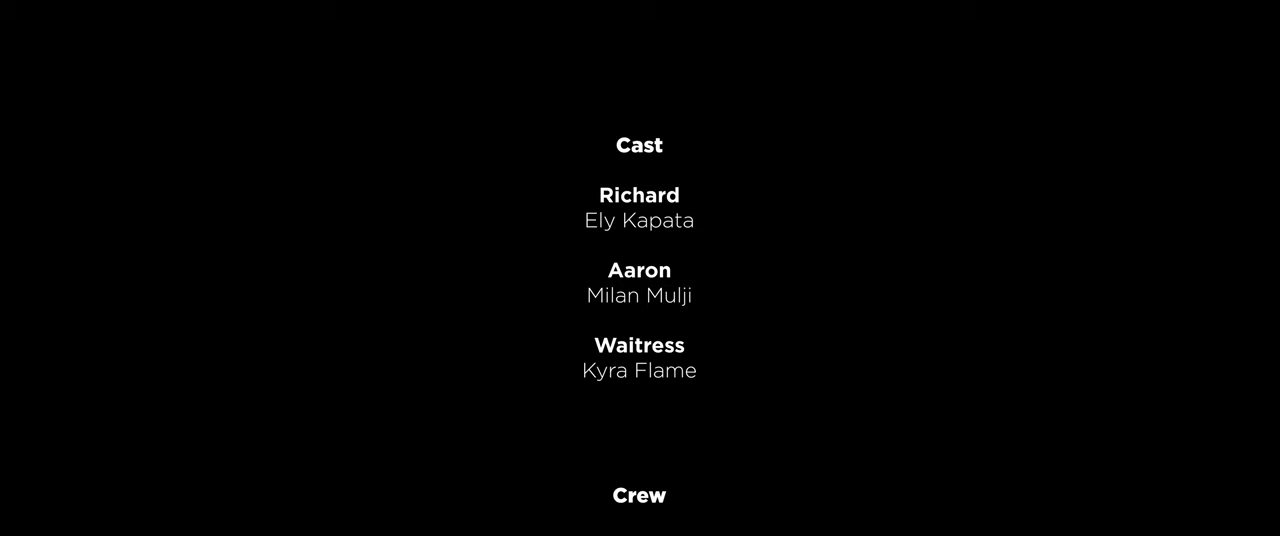 Cast
Richard
Ely Kapata
Aaron
Milan Mulji
Waitress
Kyra Flame
Crew